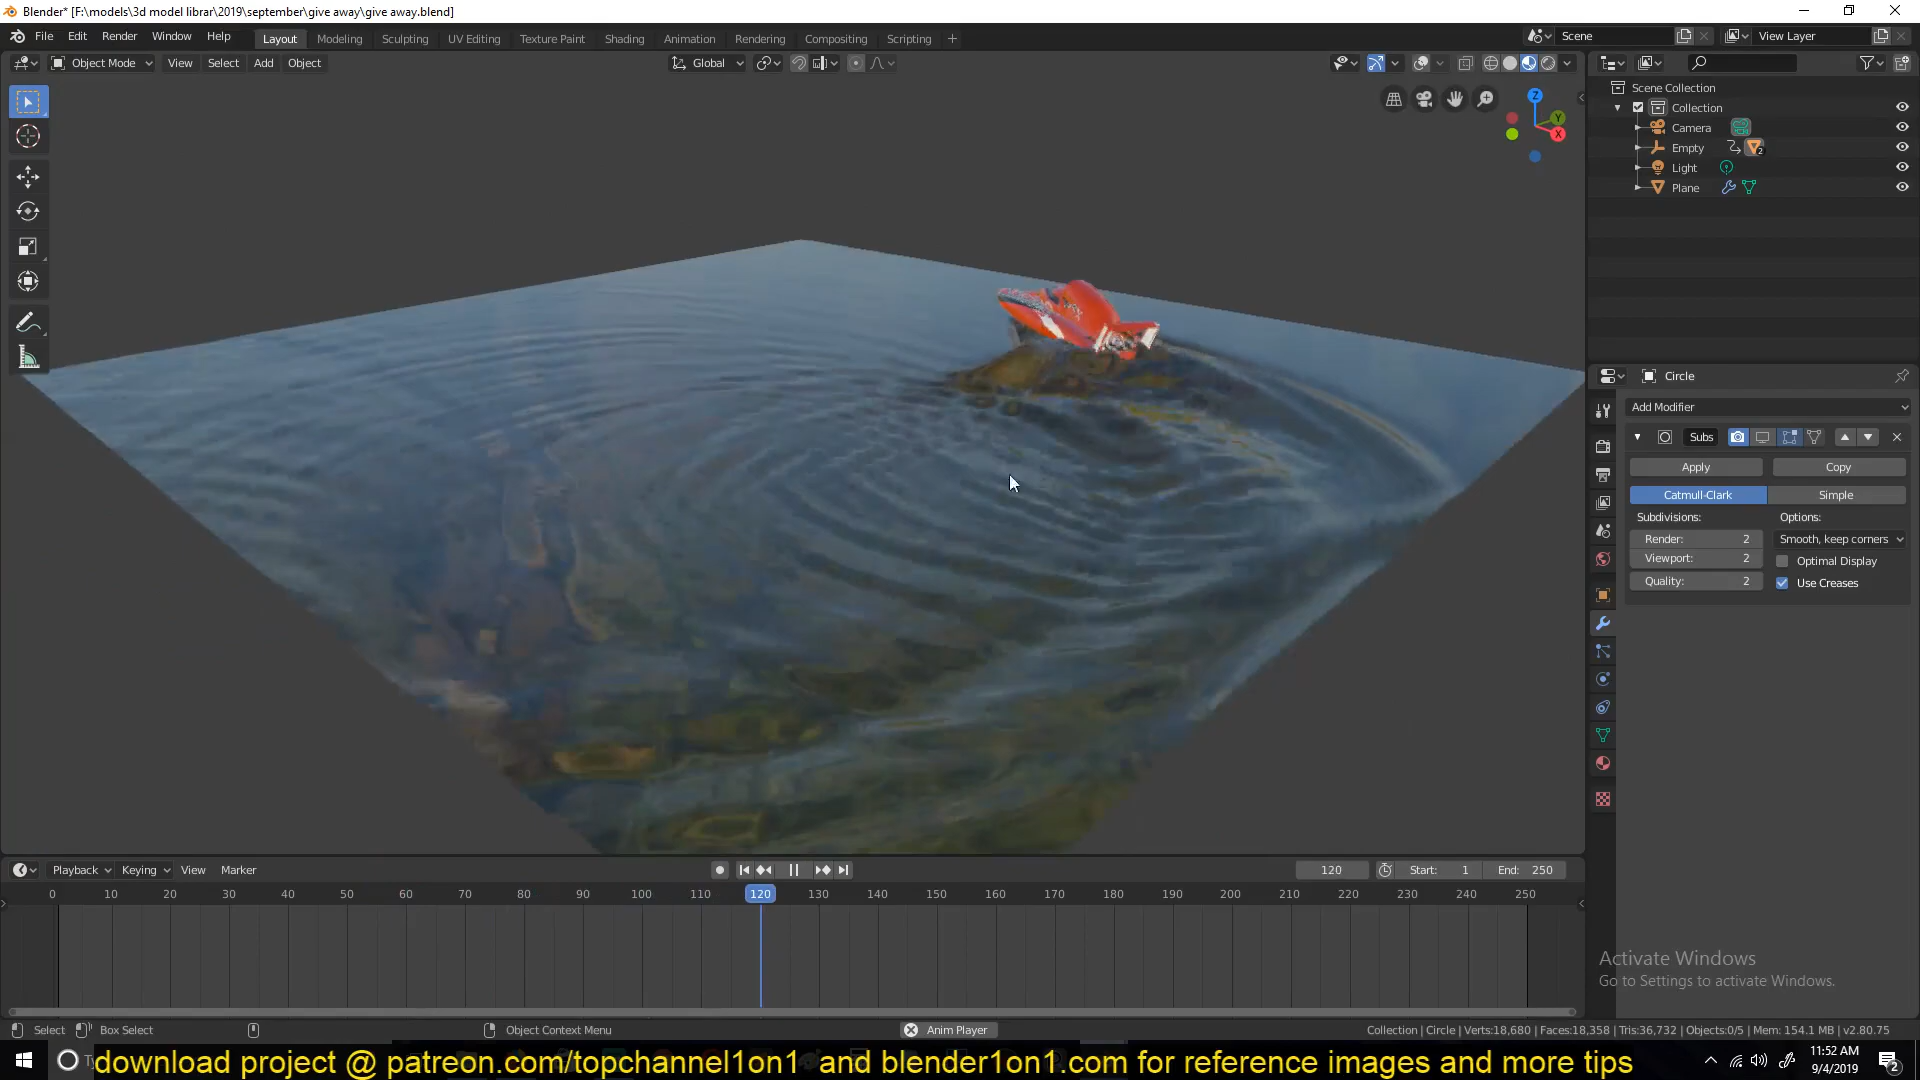 Blender* [F:\models\3d model librar\2019\september\give away\give away.blend]
File Edit Render Window Help Layout Modeling Sculpting UV Editing Texture Paint Shading Animation Rendering Compositing Scripting + Scene View Layer
Object Mode View Select Add Object Global
Z
Y
X
Scene Collection
Collection
Camera
Empty 2
Light
Plane
Circle
Add Modifier
Subs
Apply Copy
Catmull-Clark Simple
Subdivisions: Options:
Render: 2 Smooth, keep corners
Viewport: 2 Optimal Display
Quality: 2 Use Creases
Playback Keying View Marker 120 Start: 1 End: 250
0 10 20 30 40 50 60 70 80 90 100 110 120 130 140 150 160 170 180 190 200 210 220 230 240 250
Activate Windows
Go to Settings to activate Windows.
Select Box Select Object Context Menu Anim Player Collection | Circle | Verts:18,680 | Faces:18,358 | Tris:36,732 | Objects:0/5 | Mem: 154.1 MB | v2.80.75
download project @ patreon.com/topchannel1on1 and blender1on1.com for reference images and more tips
11:52 AM
9/4/2019
2